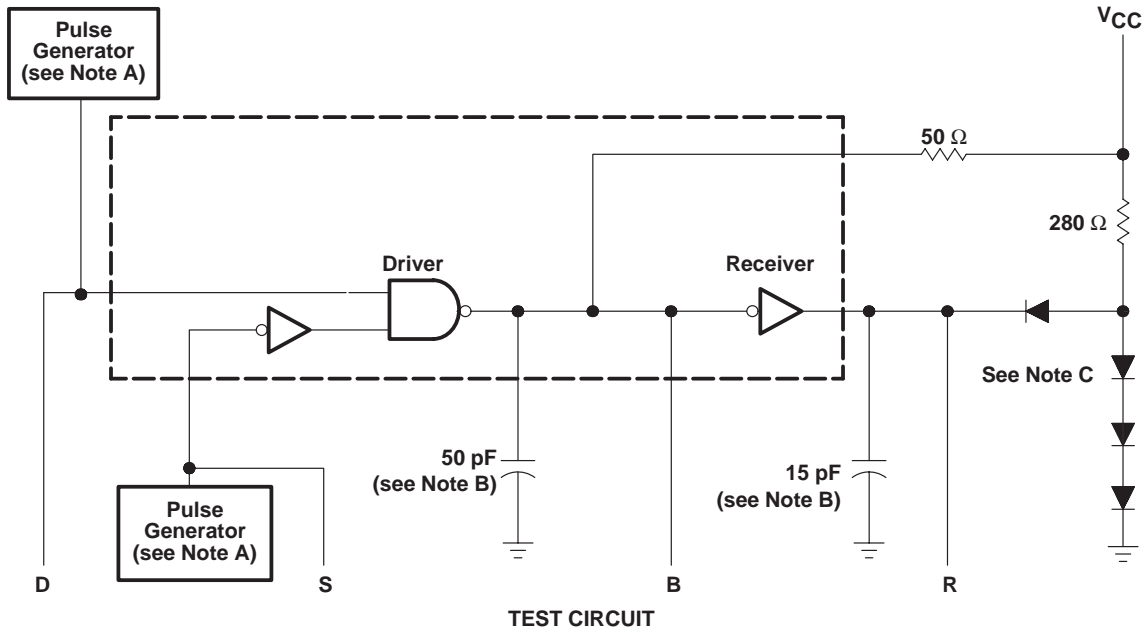 Pulse
Generator
(see Note A)
VCC
50 Ω
280 Ω
Driver
Receiver
See Note C
50 pF
(see Note B)
15 pF
(see Note B)
Pulse
Generator
(see Note A)
D
S
B
R
TEST CIRCUIT